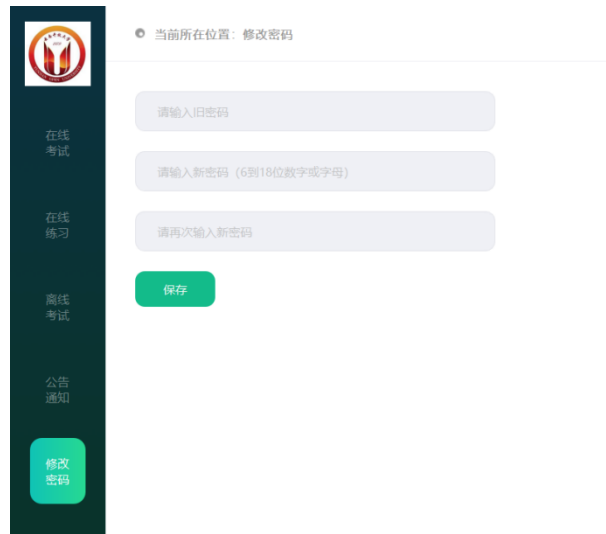 当前所在位置：修改密码
在线
考试
在线
练习
离线
考试
公告
通知
修改
密码
请输入旧密码
请输入新密码（6到18位数字或字母）
请再次输入新密码
保存